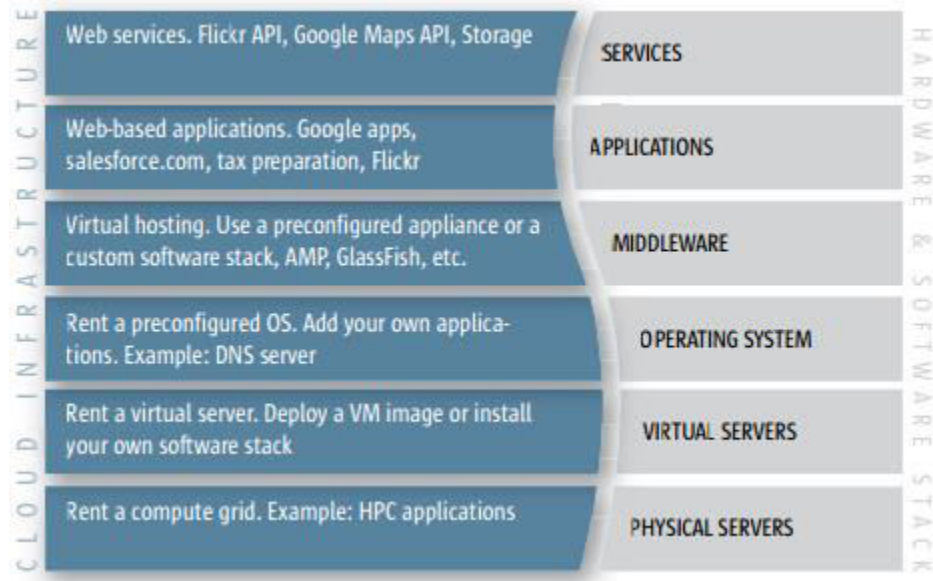 CLOUD INFRASTRUCTURE
Web services. Flickr API, Google Maps API, Storage
SERVICES
Web-based applications. Google apps,
salesforce.com, tax preparation, Flickr
APPLICATIONS
Virtual hosting. Use a preconfigured appliance or a
custom software stack, AMP, GlassFish, etc.
MIDDLEWARE
Rent a preconfigured OS. Add your own applica-
tions. Example: DNS server
OPERATING SYSTEM
Rent a virtual server. Deploy a VM image or install
your own software stack
VIRTUAL SERVERS
Rent a compute grid. Example: HPC applications
PHYSICAL SERVERS
HARDWARE & SOFTWARE STACK